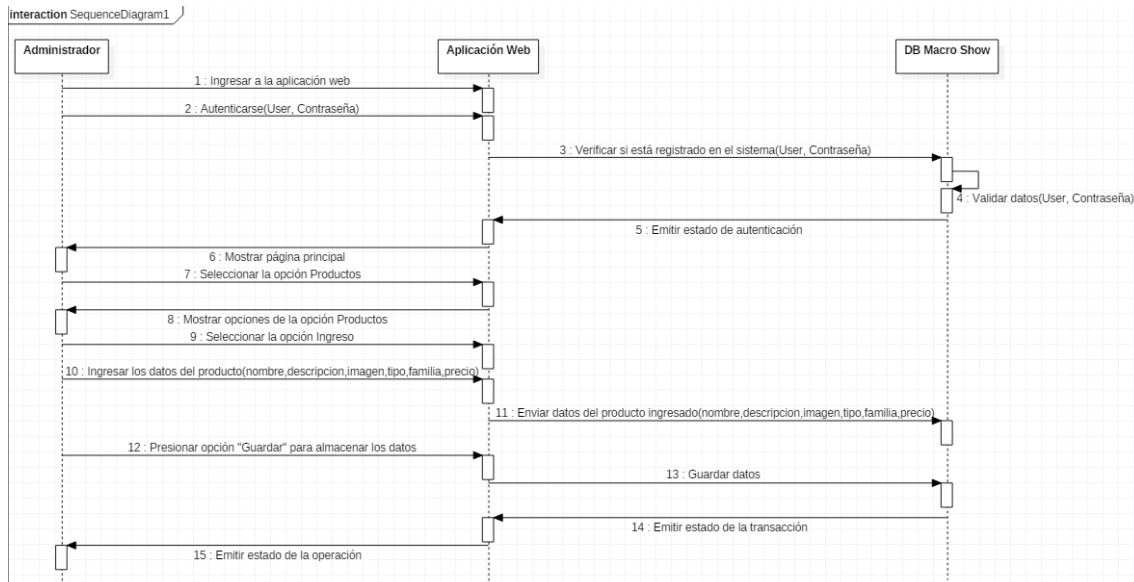 interaction SequenceDiagram1
Administrador
Aplicación Web
DB Macro Show
1 : Ingresar a la aplicación web
2 : Autenticarse(User, Contraseña)
3 : Verificar si está registrado en el sistema(User, Contraseña)
4 : Validar datos(User, Contraseña)
5 : Emitir estado de autenticación
6 : Mostrar página principal
7 : Seleccionar la opción Productos
8 : Mostrar opciones de la opción Productos
9 : Seleccionar la opción Ingreso
10 : Ingresar los datos del producto(nombre,descripcion,imagen,tipo,familia,precio)
11 : Enviar datos del producto ingresado(nombre,descripcion,imagen,tipo,familia,precio)
12 : Presionar opción "Guardar" para almacenar los datos
13 : Guardar datos
14 : Emitir estado de la transacción
15 : Emitir estado de la operación